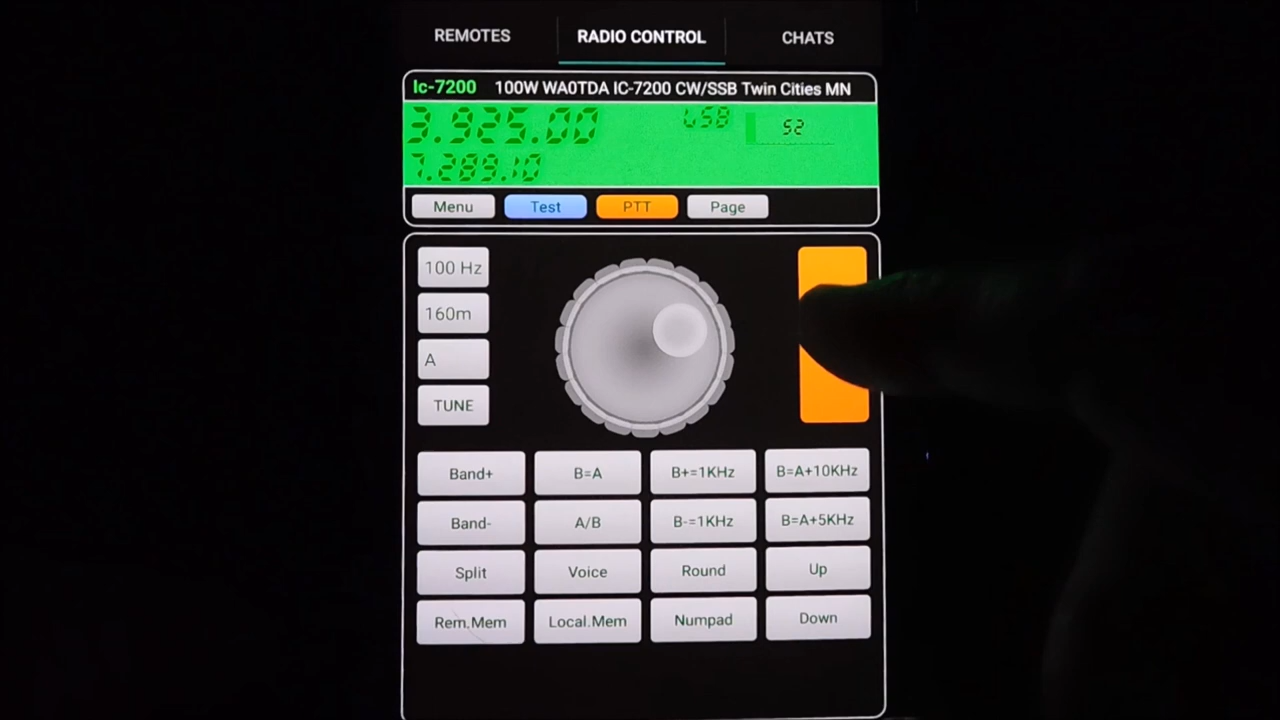 REMOTES RADIO CONTROL CHATS
Ic-7200 100W WA0TDA IC-7200 CW/SSB Twin Cities MN
3.925.00 LSB S2
7.289.10
Menu Test PTT Page
100 Hz
160m
A
TUNE
Band+ B=A B+=1KHz B=A+10KHz
Band- A/B B-=1KHz B=A+5KHz
Split Voice Round Up
Rem.Mem Local.Mem Numpad Down